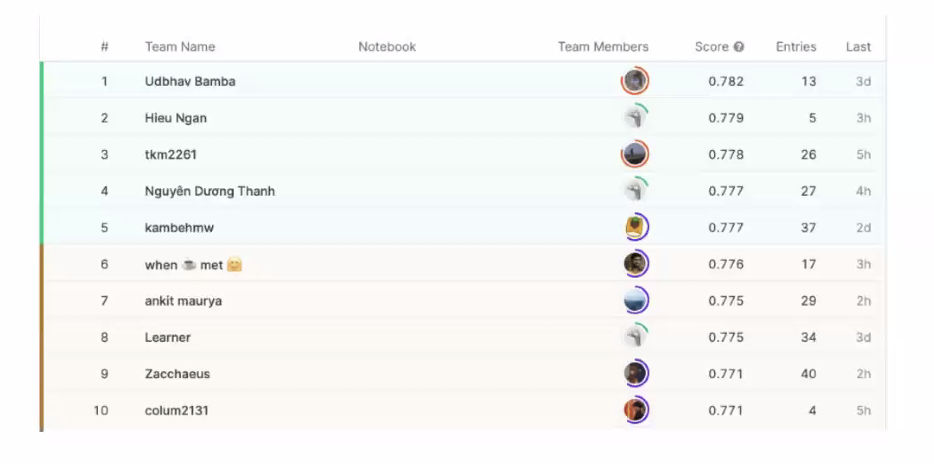 # Team Name Notebook Team Members Score Entries Last
1 Udbhav Bamba 0.782 13 3d
2 Hieu Ngan 0.779 5 3h
3 tkm2261 0.778 26 5h
4 Nguyên Dương Thanh 0.777 27 4h
5 kambehmw 0.777 37 2d
6 when ☕ met 🤗 0.776 17 3h
7 ankit maurya 0.775 29 2h
8 Learner 0.775 34 3d
9 Zacchaeus 0.771 40 2h
10 colum2131 0.771 4 5h